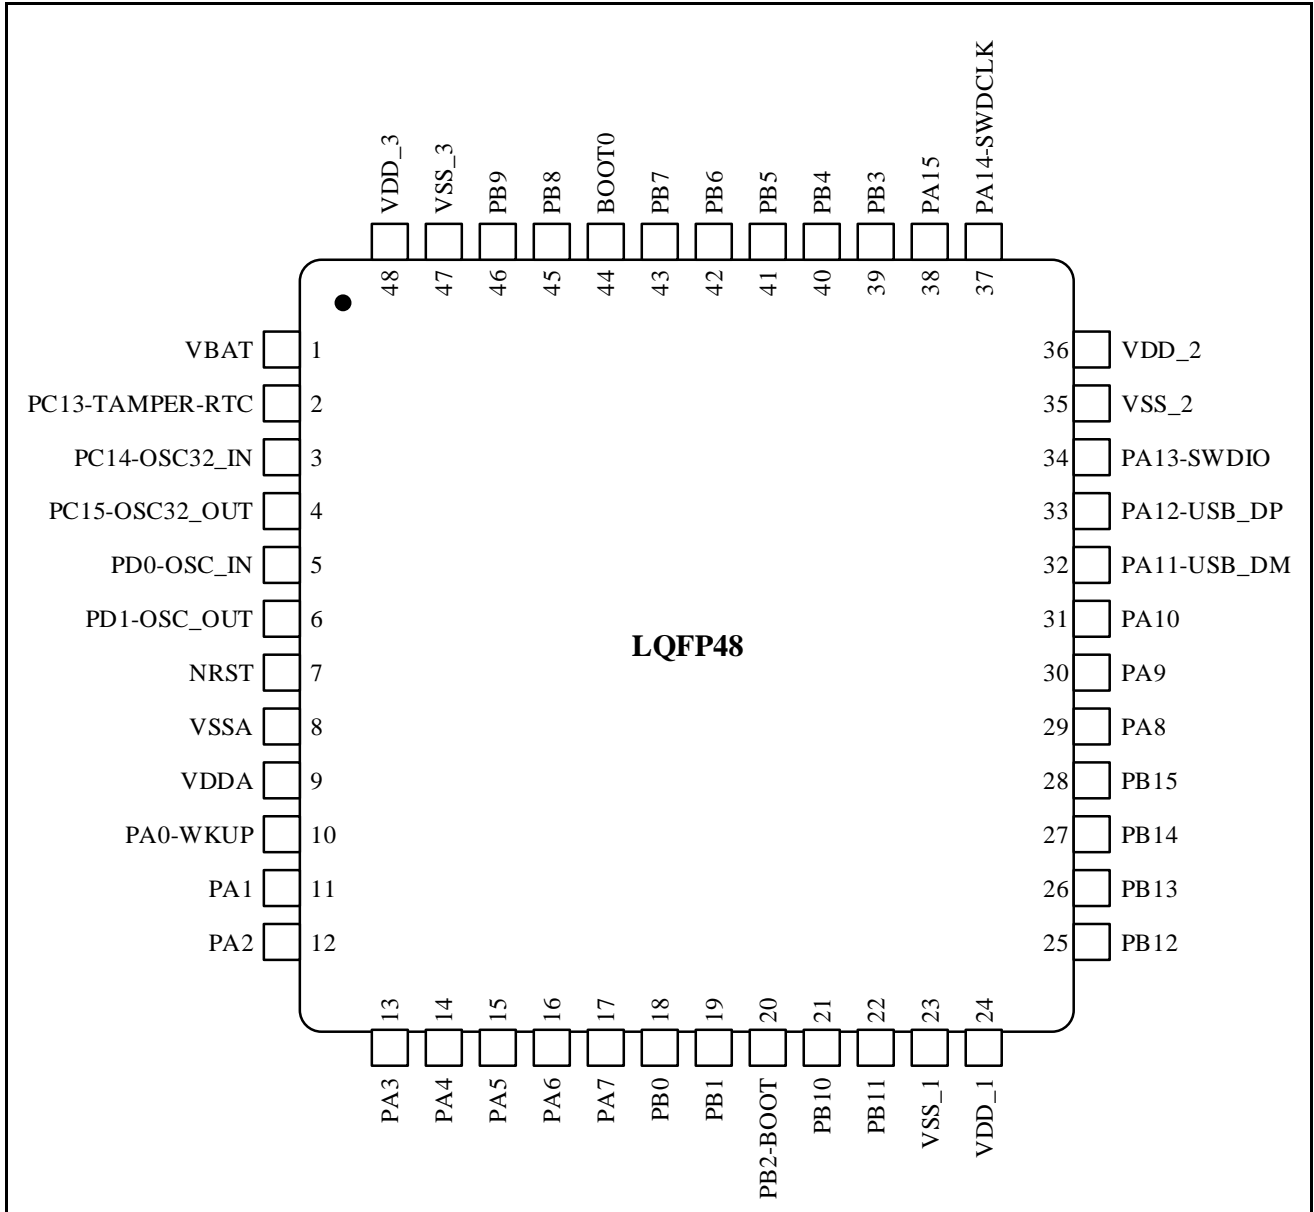 VDD_3
VSS_3
PB9
PB8
BOOT0
PB7
PB6
PB5
PB4
PB3
PA15
PA14-SWDCLK
48
47
46
45
44
43
42
41
40
39
38
37
VBAT 1
PC13-TAMPER-RTC 2
PC14-OSC32_IN 3
PC15-OSC32_OUT 4
PD0-OSC_IN 5
PD1-OSC_OUT 6
NRST 7
VSSA 8
VDDA 9
PA0-WKUP 10
PA1 11
PA2 12
LQFP48
36 VDD_2
35 VSS_2
34 PA13-SWDIO
33 PA12-USB_DP
32 PA11-USB_DM
31 PA10
30 PA9
29 PA8
28 PB15
27 PB14
26 PB13
25 PB12
13
14
15
16
17
18
19
20
21
22
23
24
PA3
PA4
PA5
PA6
PA7
PB0
PB1
PB2-BOOT
PB10
PB11
VSS_1
VDD_1